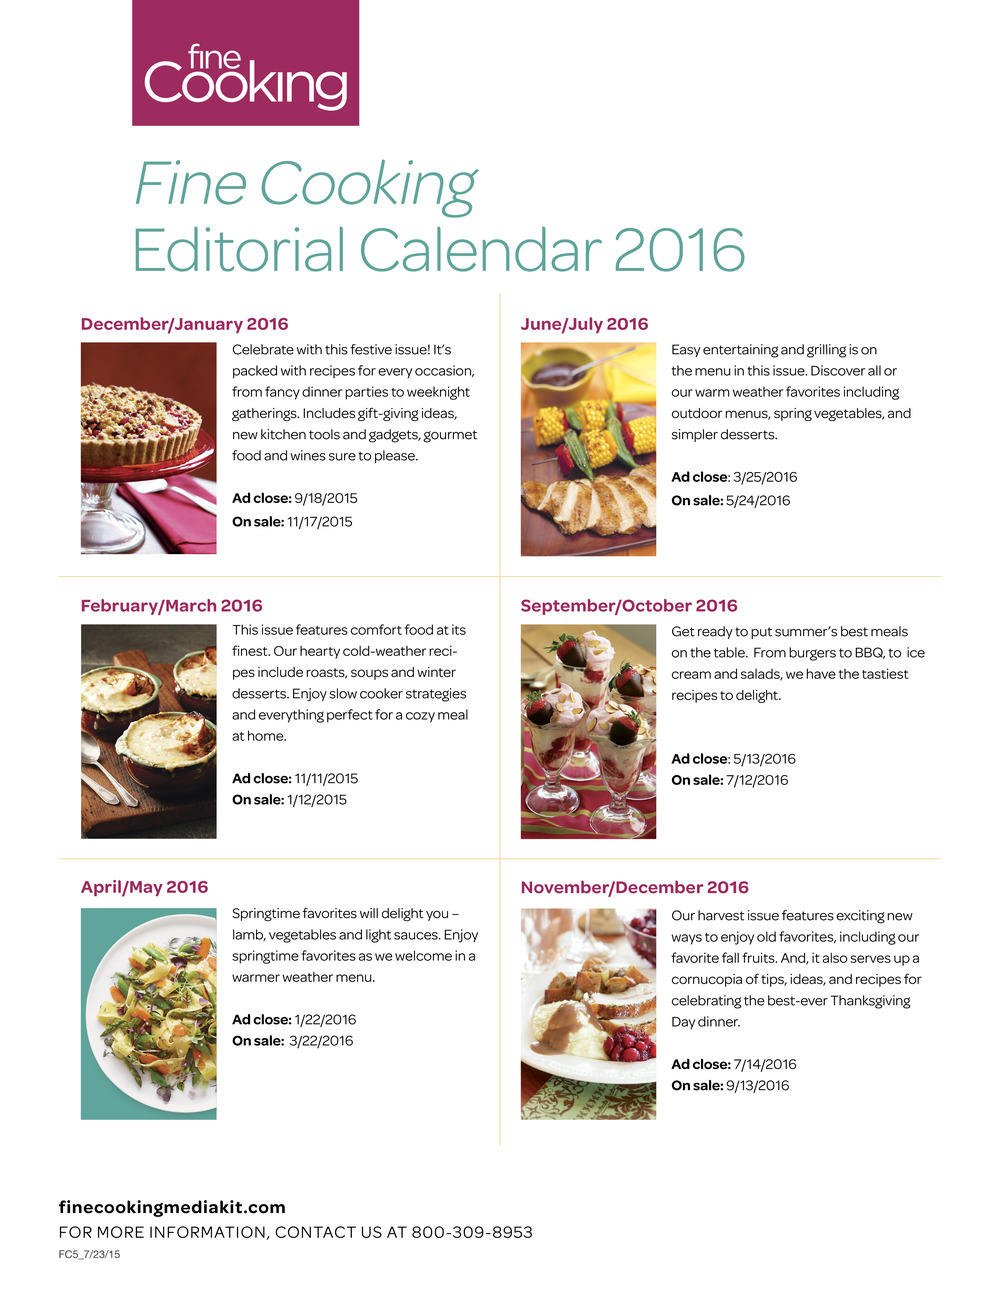 fine
Cooking
Fine Cooking
Editorial Calendar 2016
December/January 2016
Celebrate with this festive issue! It's
packed with recipes for every occasion,
from fancy dinner parties to weeknight
gatherings. Includes gift-giving ideas,
new kitchen tools and gadgets, gourmet
food and wines sure to please.
Ad close: 9/18/2015
On sale: 11/17/2015
February/March 2016
This issue features comfort food at its
finest. Our hearty cold-weather reci-
pes include roasts, soups and winter
desserts. Enjoy slow cooker strategies
and everything perfect for a cozy meal
at home.
Ad close: 11/11/2015
On sale: 1/12/2015
April/May 2016
Springtime favorites will delight you –
lamb, vegetables and light sauces. Enjoy
springtime favorites as we welcome in a
warmer weather menu.
Ad close: 1/22/2016
On sale: 3/22/2016
June/July 2016
Easy entertaining and grilling is on
the menu in this issue. Discover all or
our warm weather favorites including
outdoor menus, spring vegetables, and
simpler desserts.
Ad close: 3/25/2016
On sale: 5/24/2016
September/October 2016
Get ready to put summer's best meals
on the table. From burgers to BBQ, to ice
cream and salads, we have the tastiest
recipes to delight.
Ad close: 5/13/2016
On sale: 7/12/2016
November/December 2016
Our harvest issue features exciting new
ways to enjoy old favorites, including our
favorite fall fruits. And, it also serves up a
cornucopia of tips, ideas, and recipes for
celebrating the best-ever Thanksgiving
Day dinner.
Ad close: 7/14/2016
On sale: 9/13/2016
finecookingmediakit.com
FOR MORE INFORMATION, CONTACT US AT 800-309-8953
FC5_7/23/15